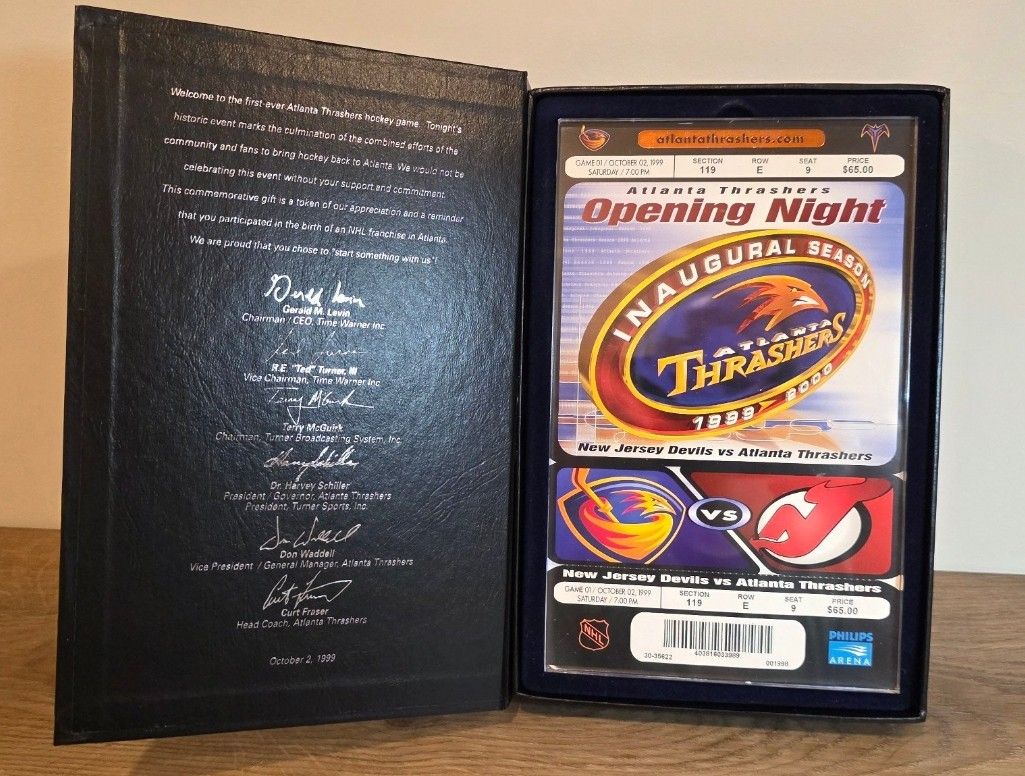 Welcome to the first-ever Atlanta Thrashers hockey game. Tonight's
historic event marks the culmination of the combined efforts of the
community and fans to bring hockey back to Atlanta. We would not be
celebrating this event without your support and commitment.
This commemorative gift is a token of our appreciation and a reminder
that you participated in the birth of an NHL franchise in Atlanta.
We are proud that you chose to "start something with us"!
Gerald M. Levin
Chairman / CEO, Time Warner Inc
R.E. "Ted" Turner, III
Vice Chairman, Time Warner Inc
Terry McGuirk
Chairman, Turner Broadcasting System, Inc.
Dr. Harvey Schiller
President / Governor, Atlanta Thrashers
President, Turner Sports, Inc.
Don Waddell
Vice President / General Manager, Atlanta Thrashers
Curt Fraser
Head Coach, Atlanta Thrashers
October 2, 1999
atlantathrashers.com
GAME 01 / OCTOBER 02, 1999
SATURDAY / 7:00 PM
SECTION
119
ROW
E
SEAT
9
PRICE
$65.00
Atlanta Thrashers
Opening Night
INAUGURAL SEASON
ATLANTA
THRASHERS
1999 2000
New Jersey Devils vs Atlanta Thrashers
VS
New Jersey Devils vs Atlanta Thrashers
GAME 01 / OCTOBER 02, 1999
SATURDAY / 7:00 PM
SECTION
119
ROW
E
SEAT
9
PRICE
$65.00
NHL
30-35622
403816033989
001998
PHILIPS
ARENA